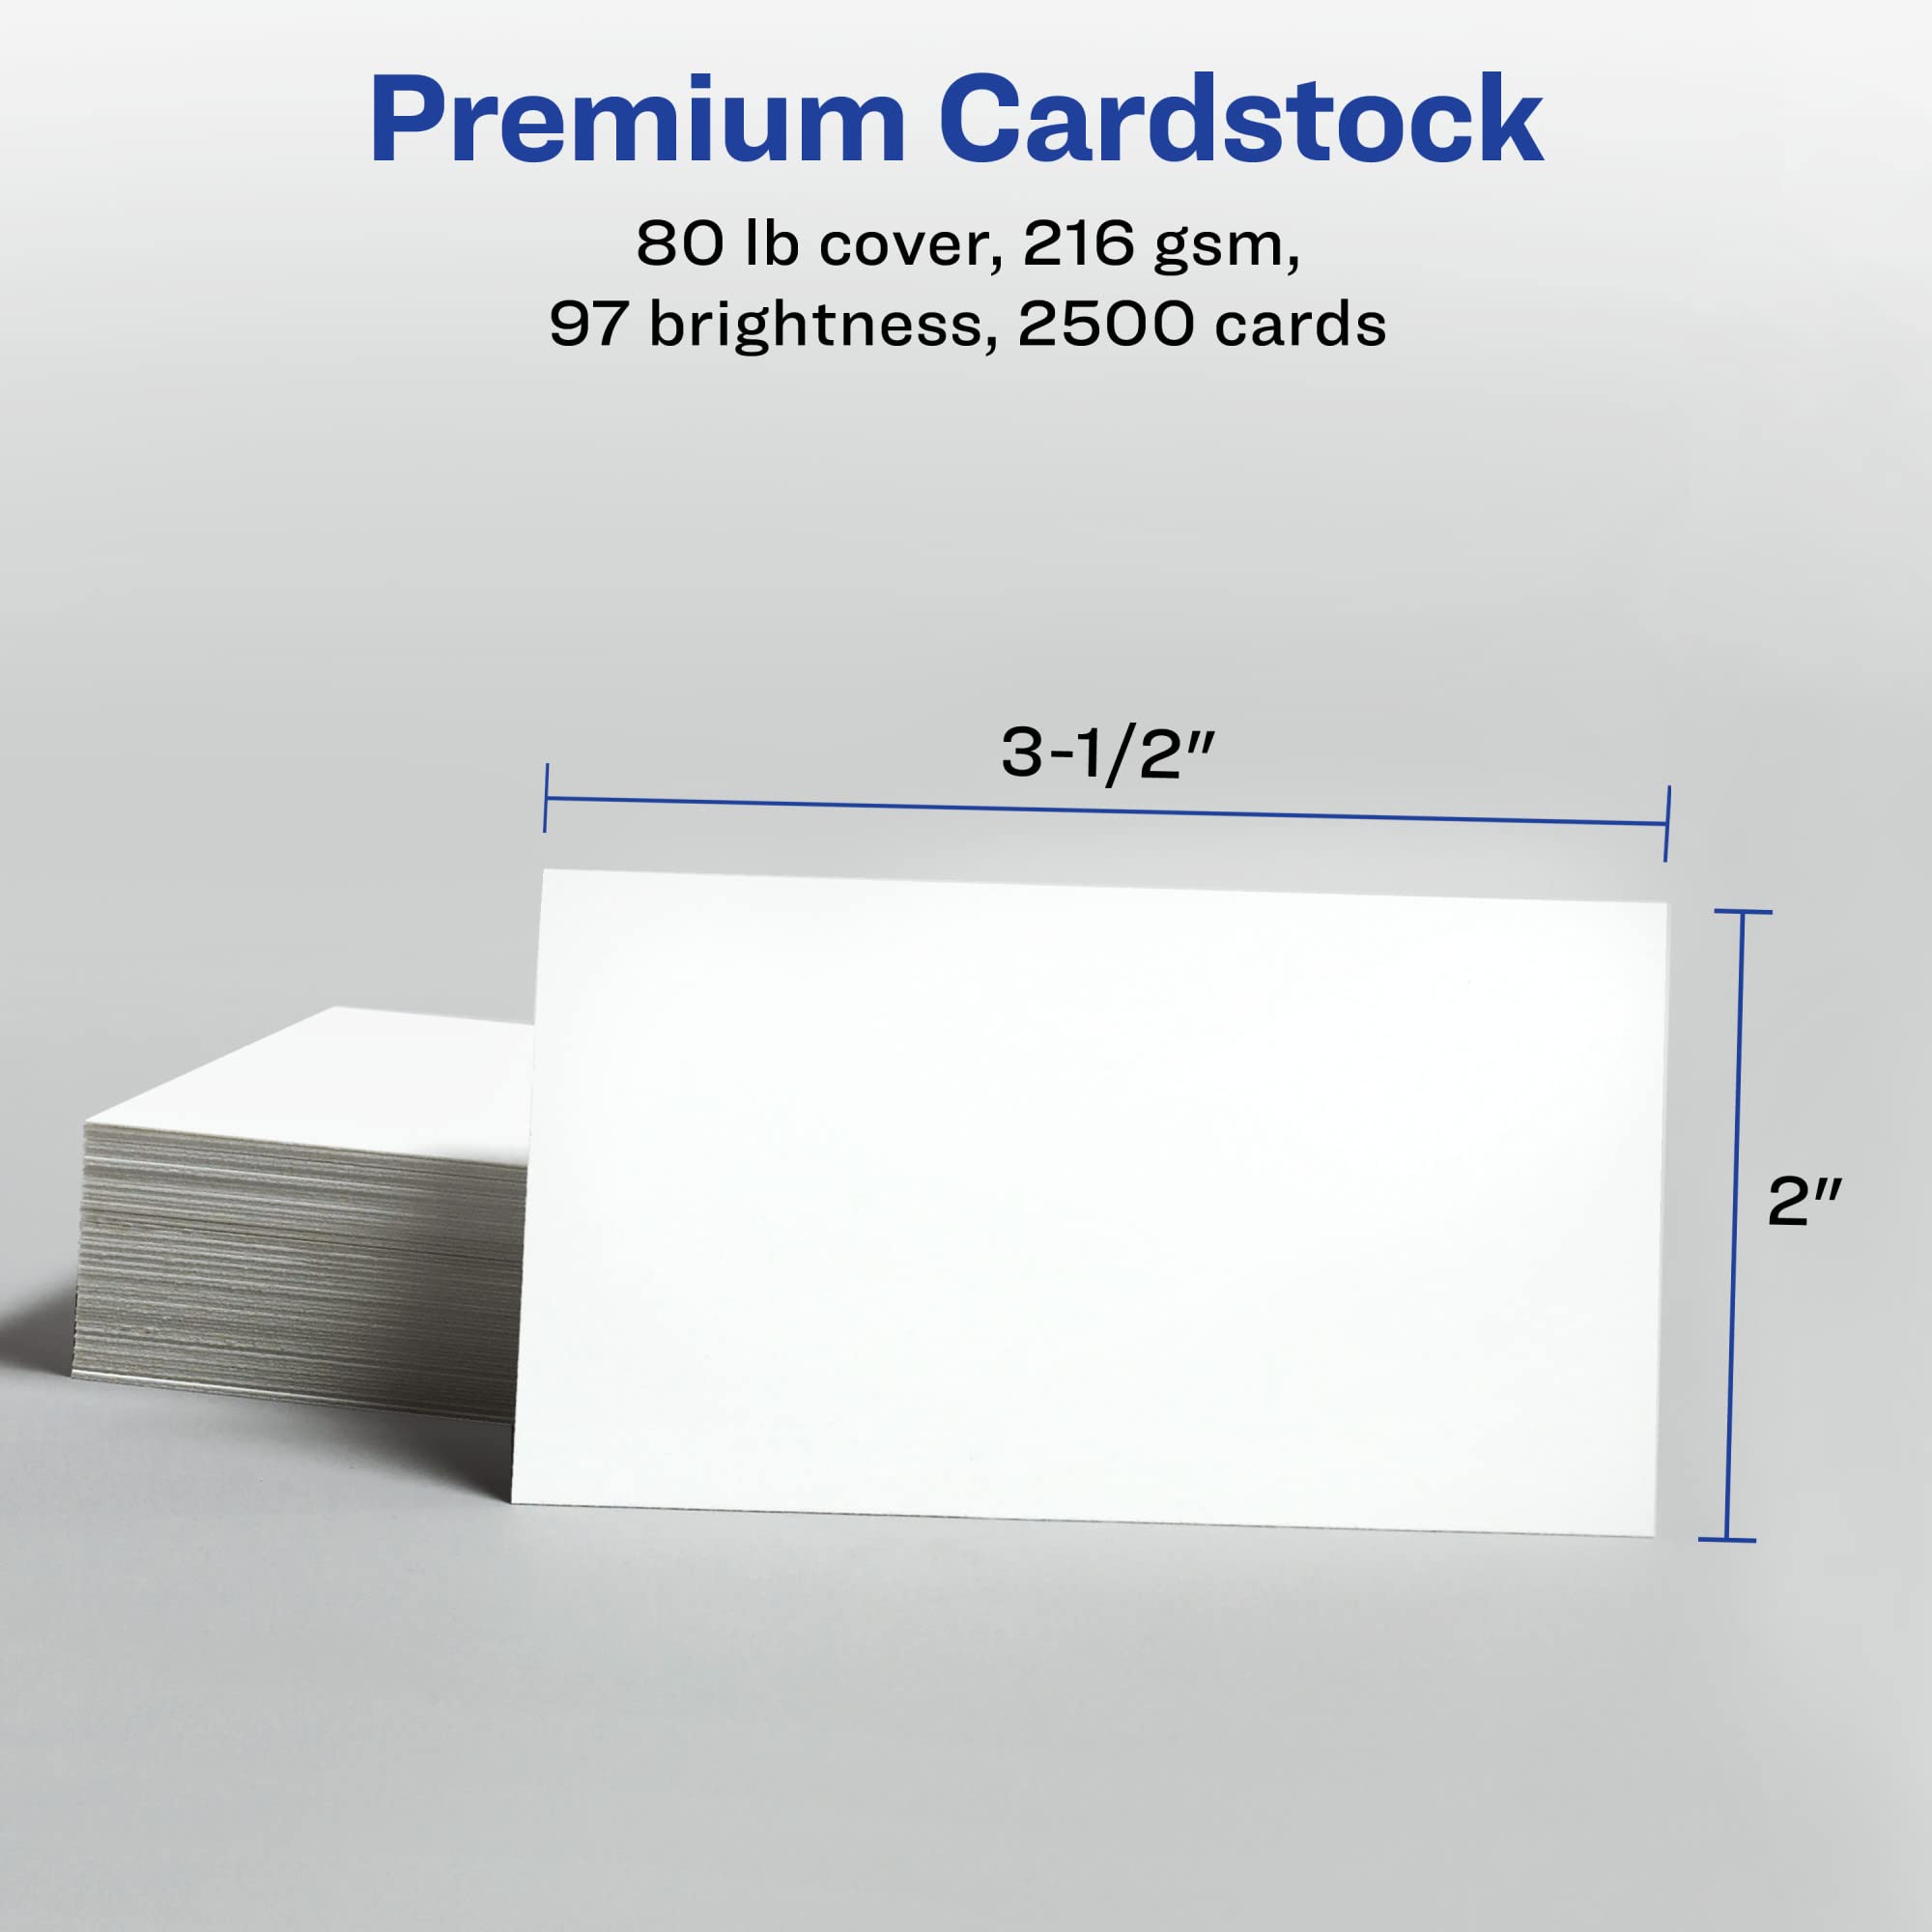 Premium Cardstock
80 lb cover, 216 gsm,
97 brightness, 2500 cards
3-1/2"
2"